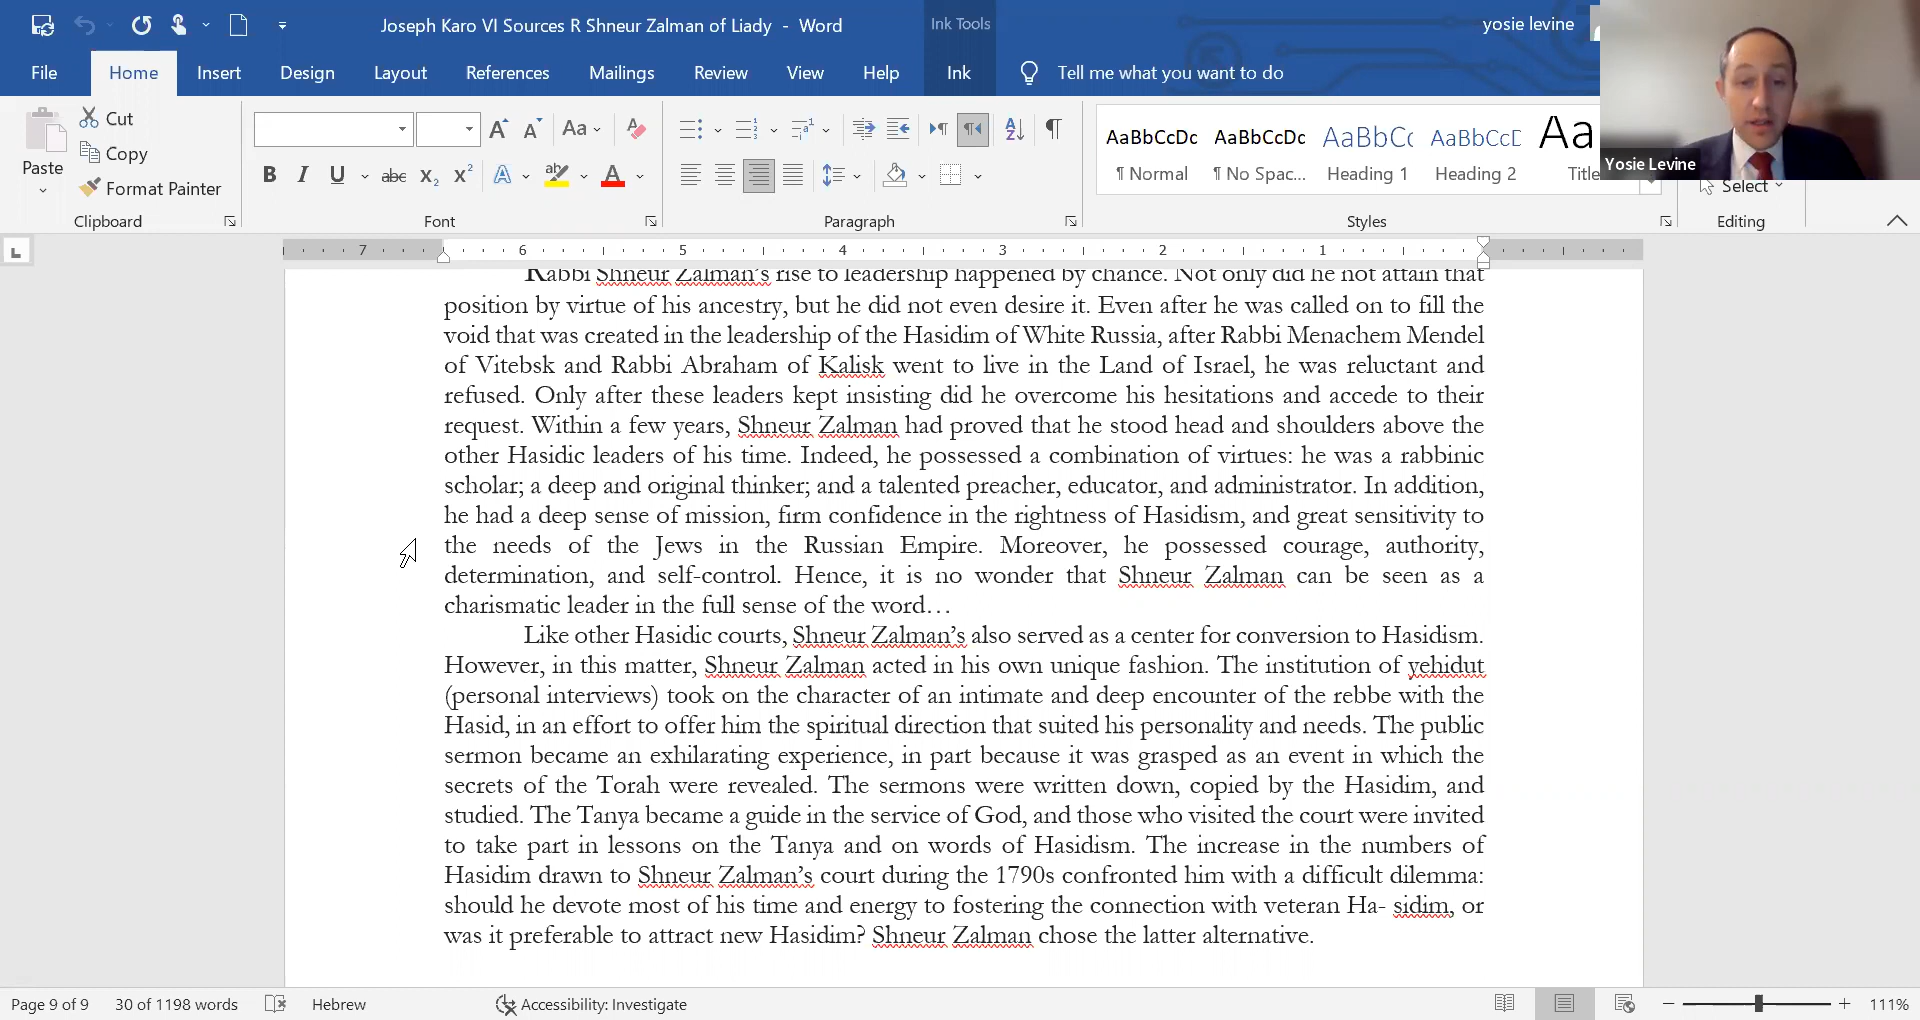 Joseph Karo VI Sources R Shneur Zalman of Liady - Word
Ink Tools
yosie levine
File Home Insert Design Layout References Mailings Review View Help Ink Tell me what you want to do
Paste
Cut
Copy
Format Painter
Clipboard
Aa
B I U abc X₂ X² A ab A
Font
Paragraph
AaBbCcDc AaBbCcDc AaBbC AaBbCcD Aa
¶ Normal ¶ No Spac... Heading 1 Heading 2 Title
Styles
Yosie Levine
Select
Editing
7 6 5 4 3 2 1
Rabbi Shneur Zalman's rise to leadership happened by chance. Not only did he not attain that
position by virtue of his ancestry, but he did not even desire it. Even after he was called on to fill the
void that was created in the leadership of the Hasidim of White Russia, after Rabbi Menachem Mendel
of Vitebsk and Rabbi Abraham of Kalisk went to live in the Land of Israel, he was reluctant and
refused. Only after these leaders kept insisting did he overcome his hesitations and accede to their
request. Within a few years, Shneur Zalman had proved that he stood head and shoulders above the
other Hasidic leaders of his time. Indeed, he possessed a combination of virtues: he was a rabbinic
scholar; a deep and original thinker; and a talented preacher, educator, and administrator. In addition,
he had a deep sense of mission, firm confidence in the rightness of Hasidism, and great sensitivity to
the needs of the Jews in the Russian Empire. Moreover, he possessed courage, authority,
determination, and self-control. Hence, it is no wonder that Shneur Zalman can be seen as a
charismatic leader in the full sense of the word…
Like other Hasidic courts, Shneur Zalman's also served as a center for conversion to Hasidism.
However, in this matter, Shneur Zalman acted in his own unique fashion. The institution of yehidut
(personal interviews) took on the character of an intimate and deep encounter of the rebbe with the
Hasid, in an effort to offer him the spiritual direction that suited his personality and needs. The public
sermon became an exhilarating experience, in part because it was grasped as an event in which the
secrets of the Torah were revealed. The sermons were written down, copied by the Hasidim, and
studied. The Tanya became a guide in the service of God, and those who visited the court were invited
to take part in lessons on the Tanya and on words of Hasidism. The increase in the numbers of
Hasidim drawn to Shneur Zalman's court during the 1790s confronted him with a difficult dilemma:
should he devote most of his time and energy to fostering the connection with veteran Ha- sidim, or
was it preferable to attract new Hasidim? Shneur Zalman chose the latter alternative.
Page 9 of 9 30 of 1198 words Hebrew Accessibility: Investigate 111%